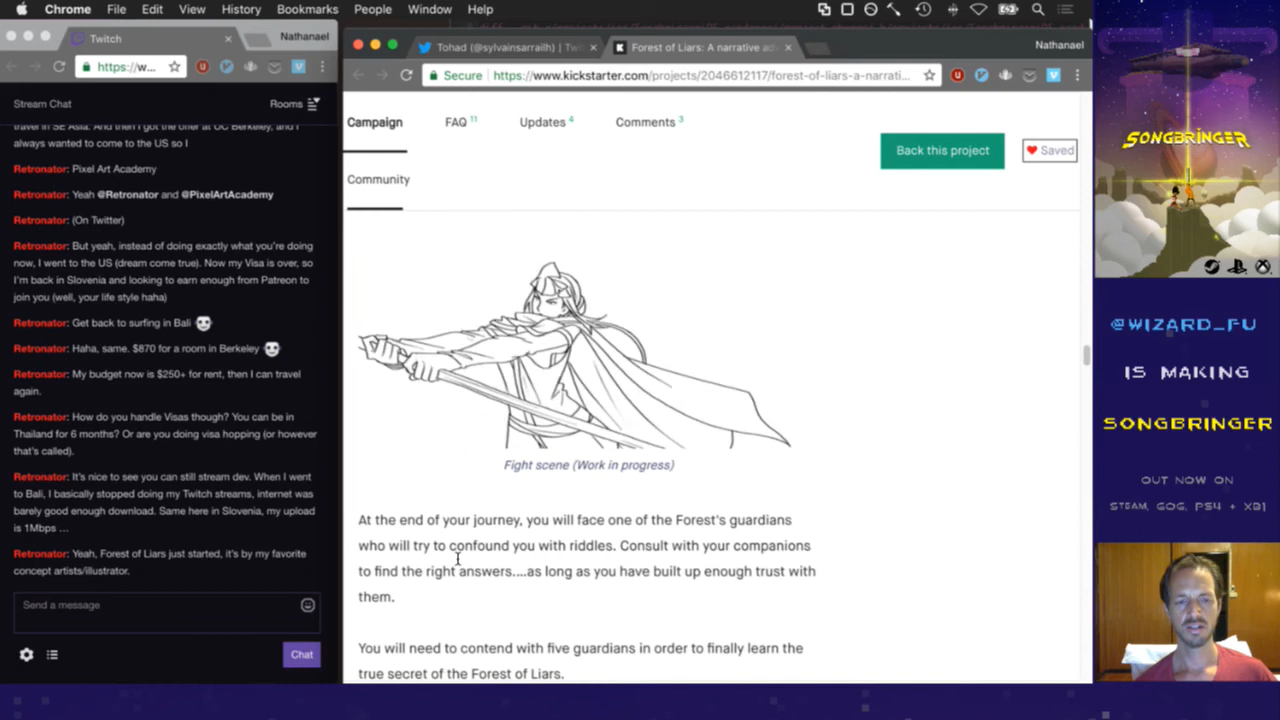 Chrome File Edit View History Bookmarks People Window Help
Twitch
Nathanael
https://w...
Stream Chat
Rooms
travel in SE Asia. And then I got the offer at UC Berkeley, and I
always wanted to come to the US so I
Retronator: Pixel Art Academy
Retronator: Yeah @Retronator and @PixelArtAcademy
Retronator: (On Twitter)
Retronator: But yeah, instead of doing exactly what you're doing
now, I went to the US (dream come true). Now my Visa is over, so
I'm back in Slovenia and looking to earn enough from Patreon to
join you (well, your life style haha)
Retronator: Get back to surfing in Bali
Retronator: Haha, same. $870 for a room in Berkeley
Retronator: My budget now is $250+ for rent, then I can travel
again.
Retronator: How do you handle Visas though? You can be in
Thailand for 6 months? Or are you doing visa hopping (or however
that's called).
Retronator: It's nice to see you can still stream dev. When I went
to Bali, I basically stopped doing my Twitch streams, internet was
barely good enough download. Same here in Slovenia, my upload
is 1Mbps ...
Retronator: Yeah, Forest of Liars just started, it's by my favorite
concept artists/illustrator.
Send a message
Chat
Tohad (@sylvainsarrailh) | Twi
Forest of Liars: A narrative adv
Nathanael
Secure https://www.kickstarter.com/projects/2046612117/forest-of-liars-a-narrati...
Campaign
FAQ 11
Updates 4
Comments 3
Back this project
Saved
Community
Fight scene (Work in progress)
At the end of your journey, you will face one of the Forest's guardians
who will try to confound you with riddles. Consult with your companions
to find the right answers....as long as you have built up enough trust with
them.
You will need to contend with five guardians in order to finally learn the
true secret of the Forest of Liars.
SONGBRINGER
@WIZARD_FU
IS MAKING
SONGBRINGER
OUT NOW ON
STEAM, GOG, PS4 + XB1